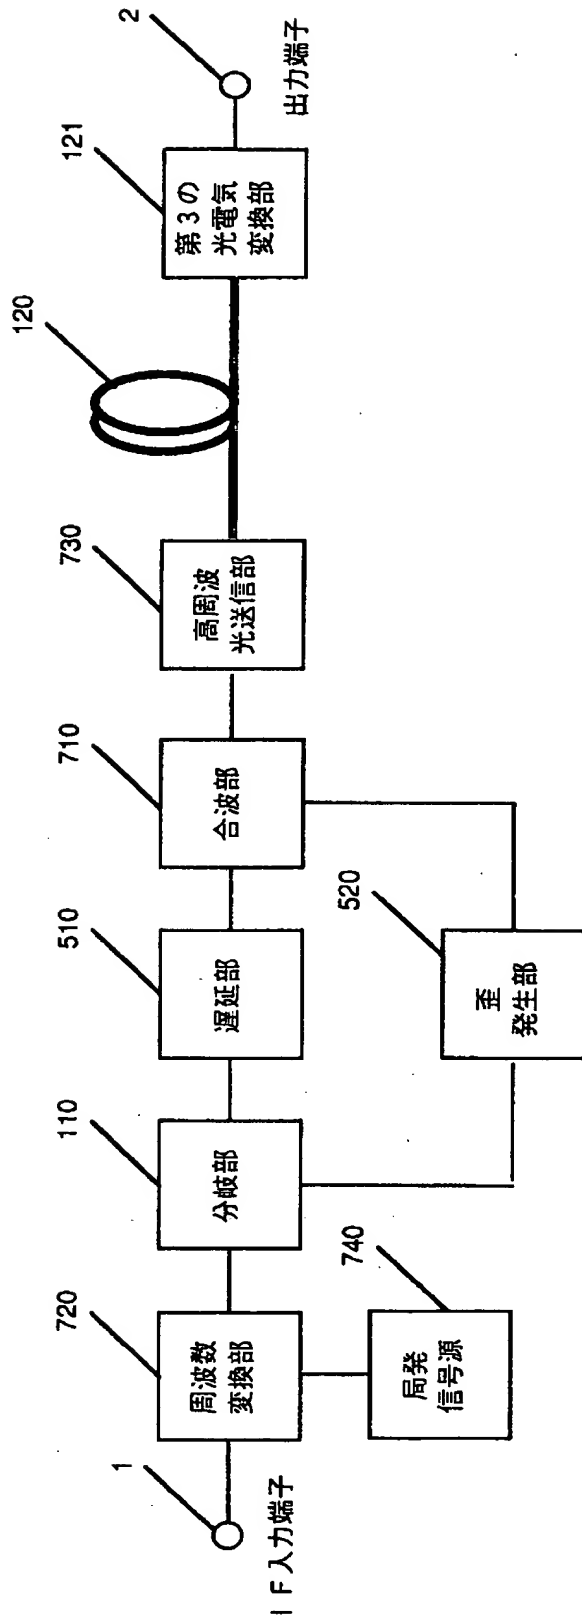 1
IF入力端子
720
周波数
変換部
740
局発
信号源
110
分岐部
510
遅延部
520
歪
発生部
710
合波部
730
高周波
光送信部
120
121
第3の
光電気
変換部
2
出力端子